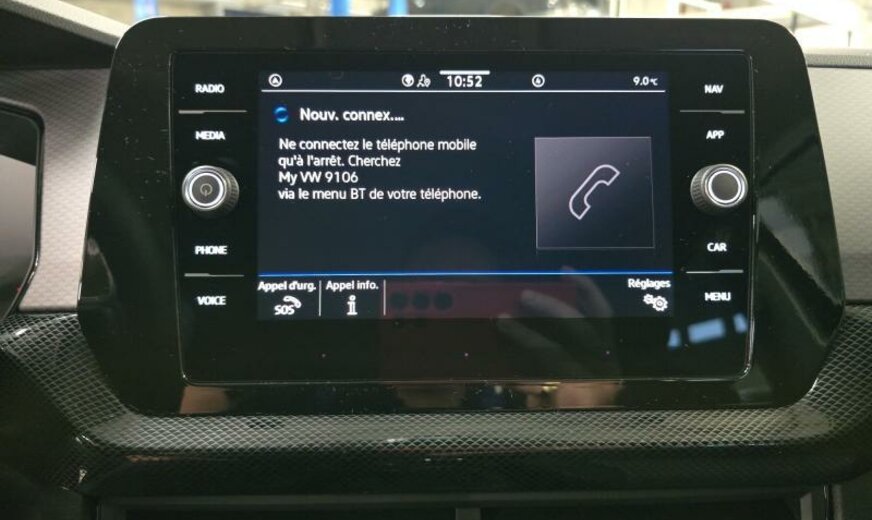 RADIO
MEDIA
PHONE
VOICE
10:52
9.0°C
Nouv. connex....
Ne connectez le téléphone mobile
qu'à l'arrêt. Cherchez
My VW 9106
via le menu BT de votre téléphone.
Appel d'urg.
SOS
Appel info.
i
Réglages
NAV
APP
CAR
MENU